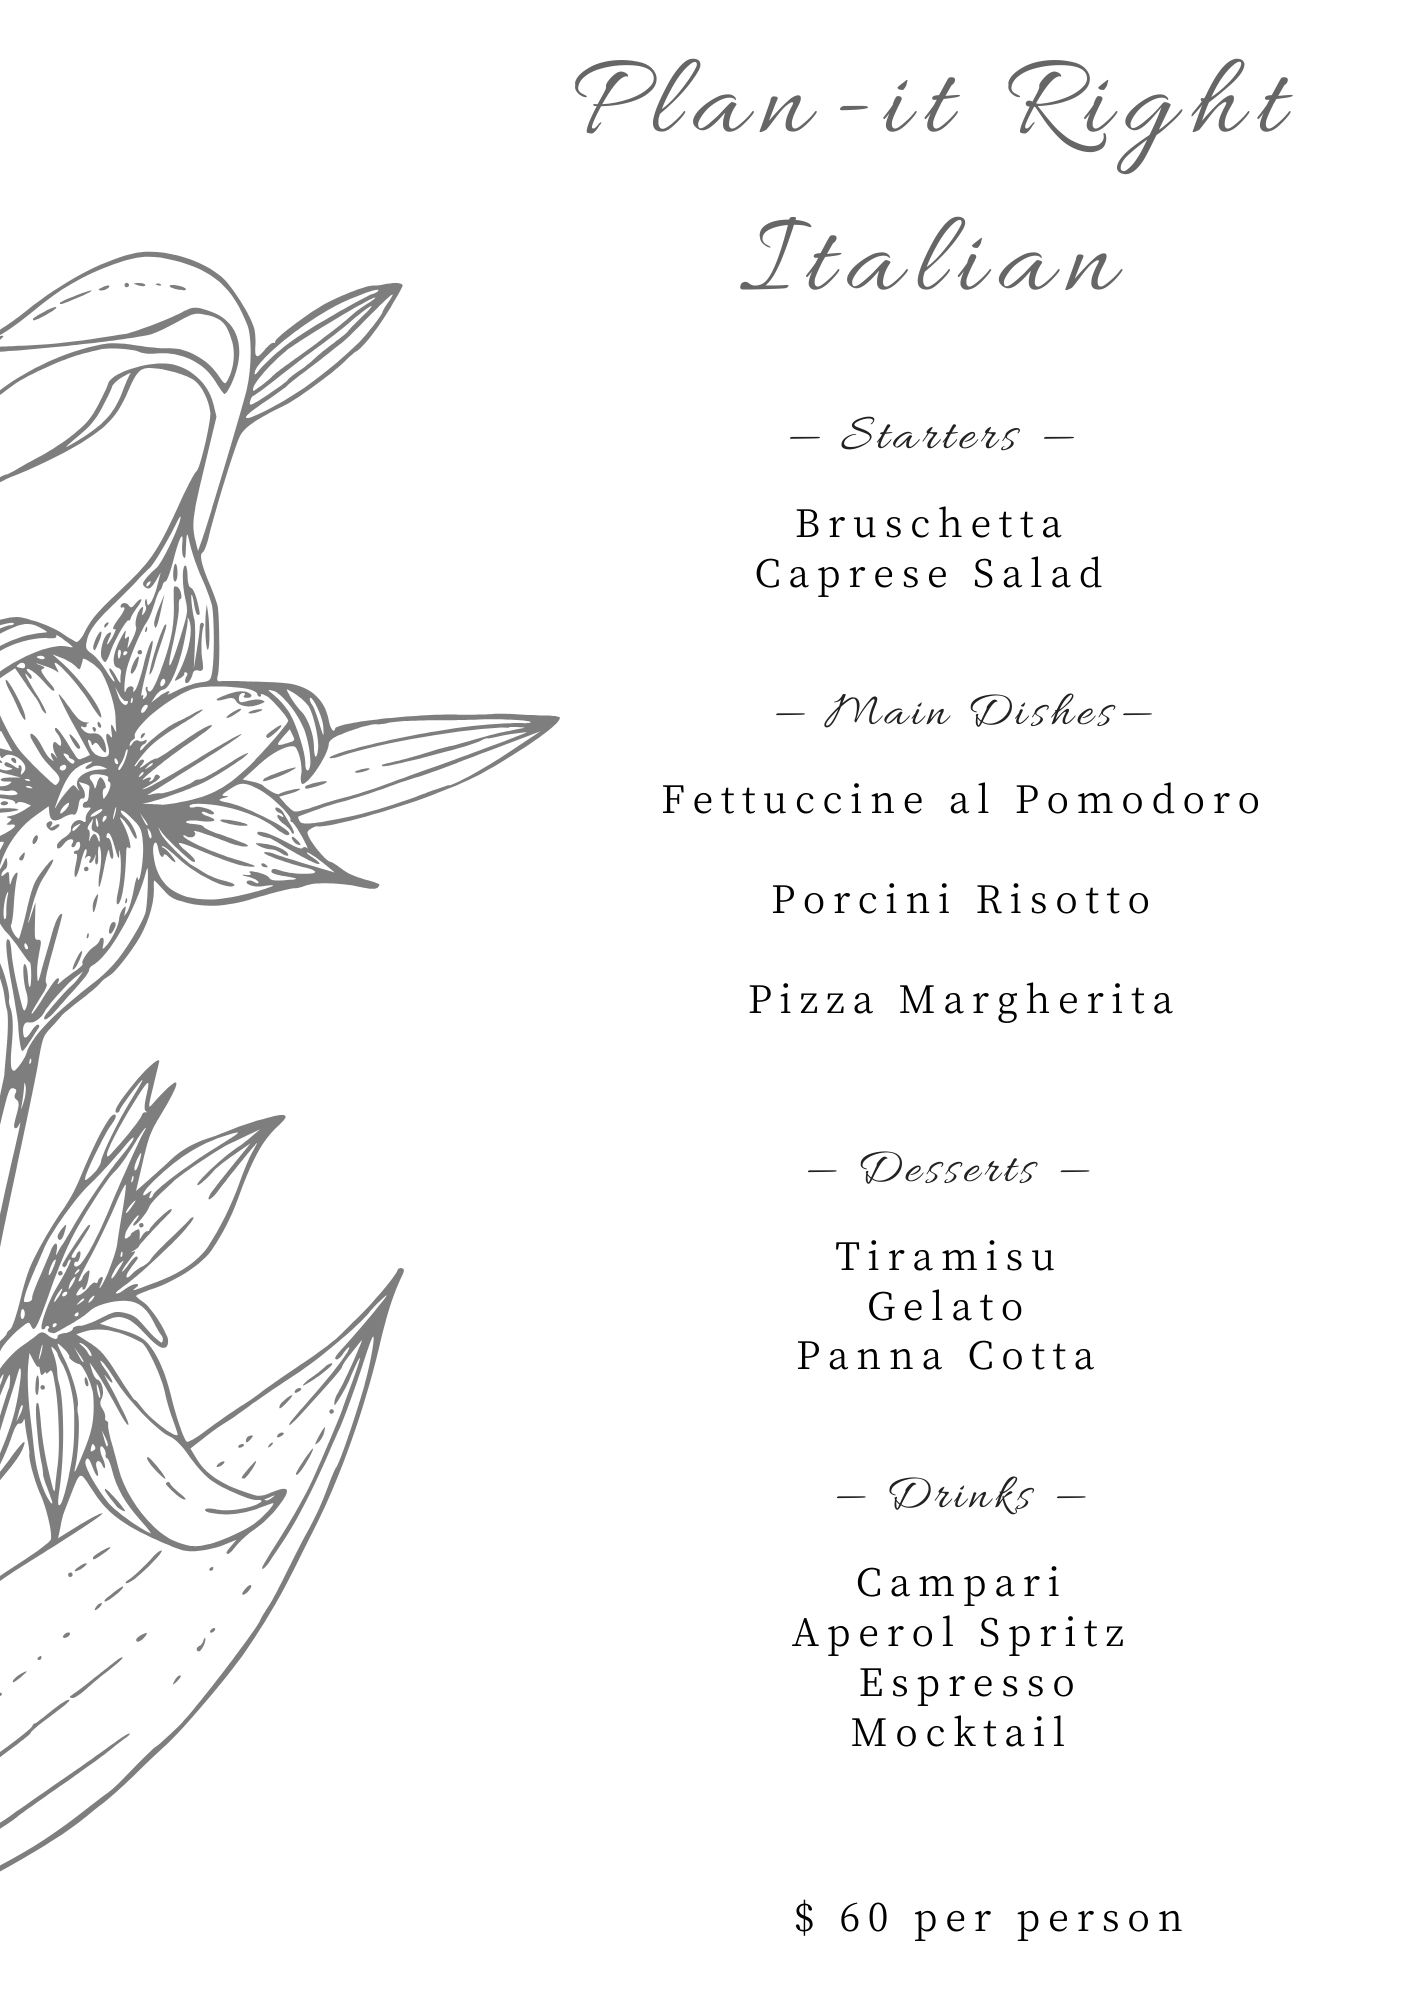 Plan-it Right
Italian
— Starters —
Bruschetta
Caprese Salad
— Main Dishes—
Fettuccine al Pomodoro
Porcini Risotto
Pizza Margherita
— Desserts —
Tiramisu
Gelato
Panna Cotta
— Drinks —
Campari
Aperol Spritz
Espresso
Mocktail
$ 60 per person